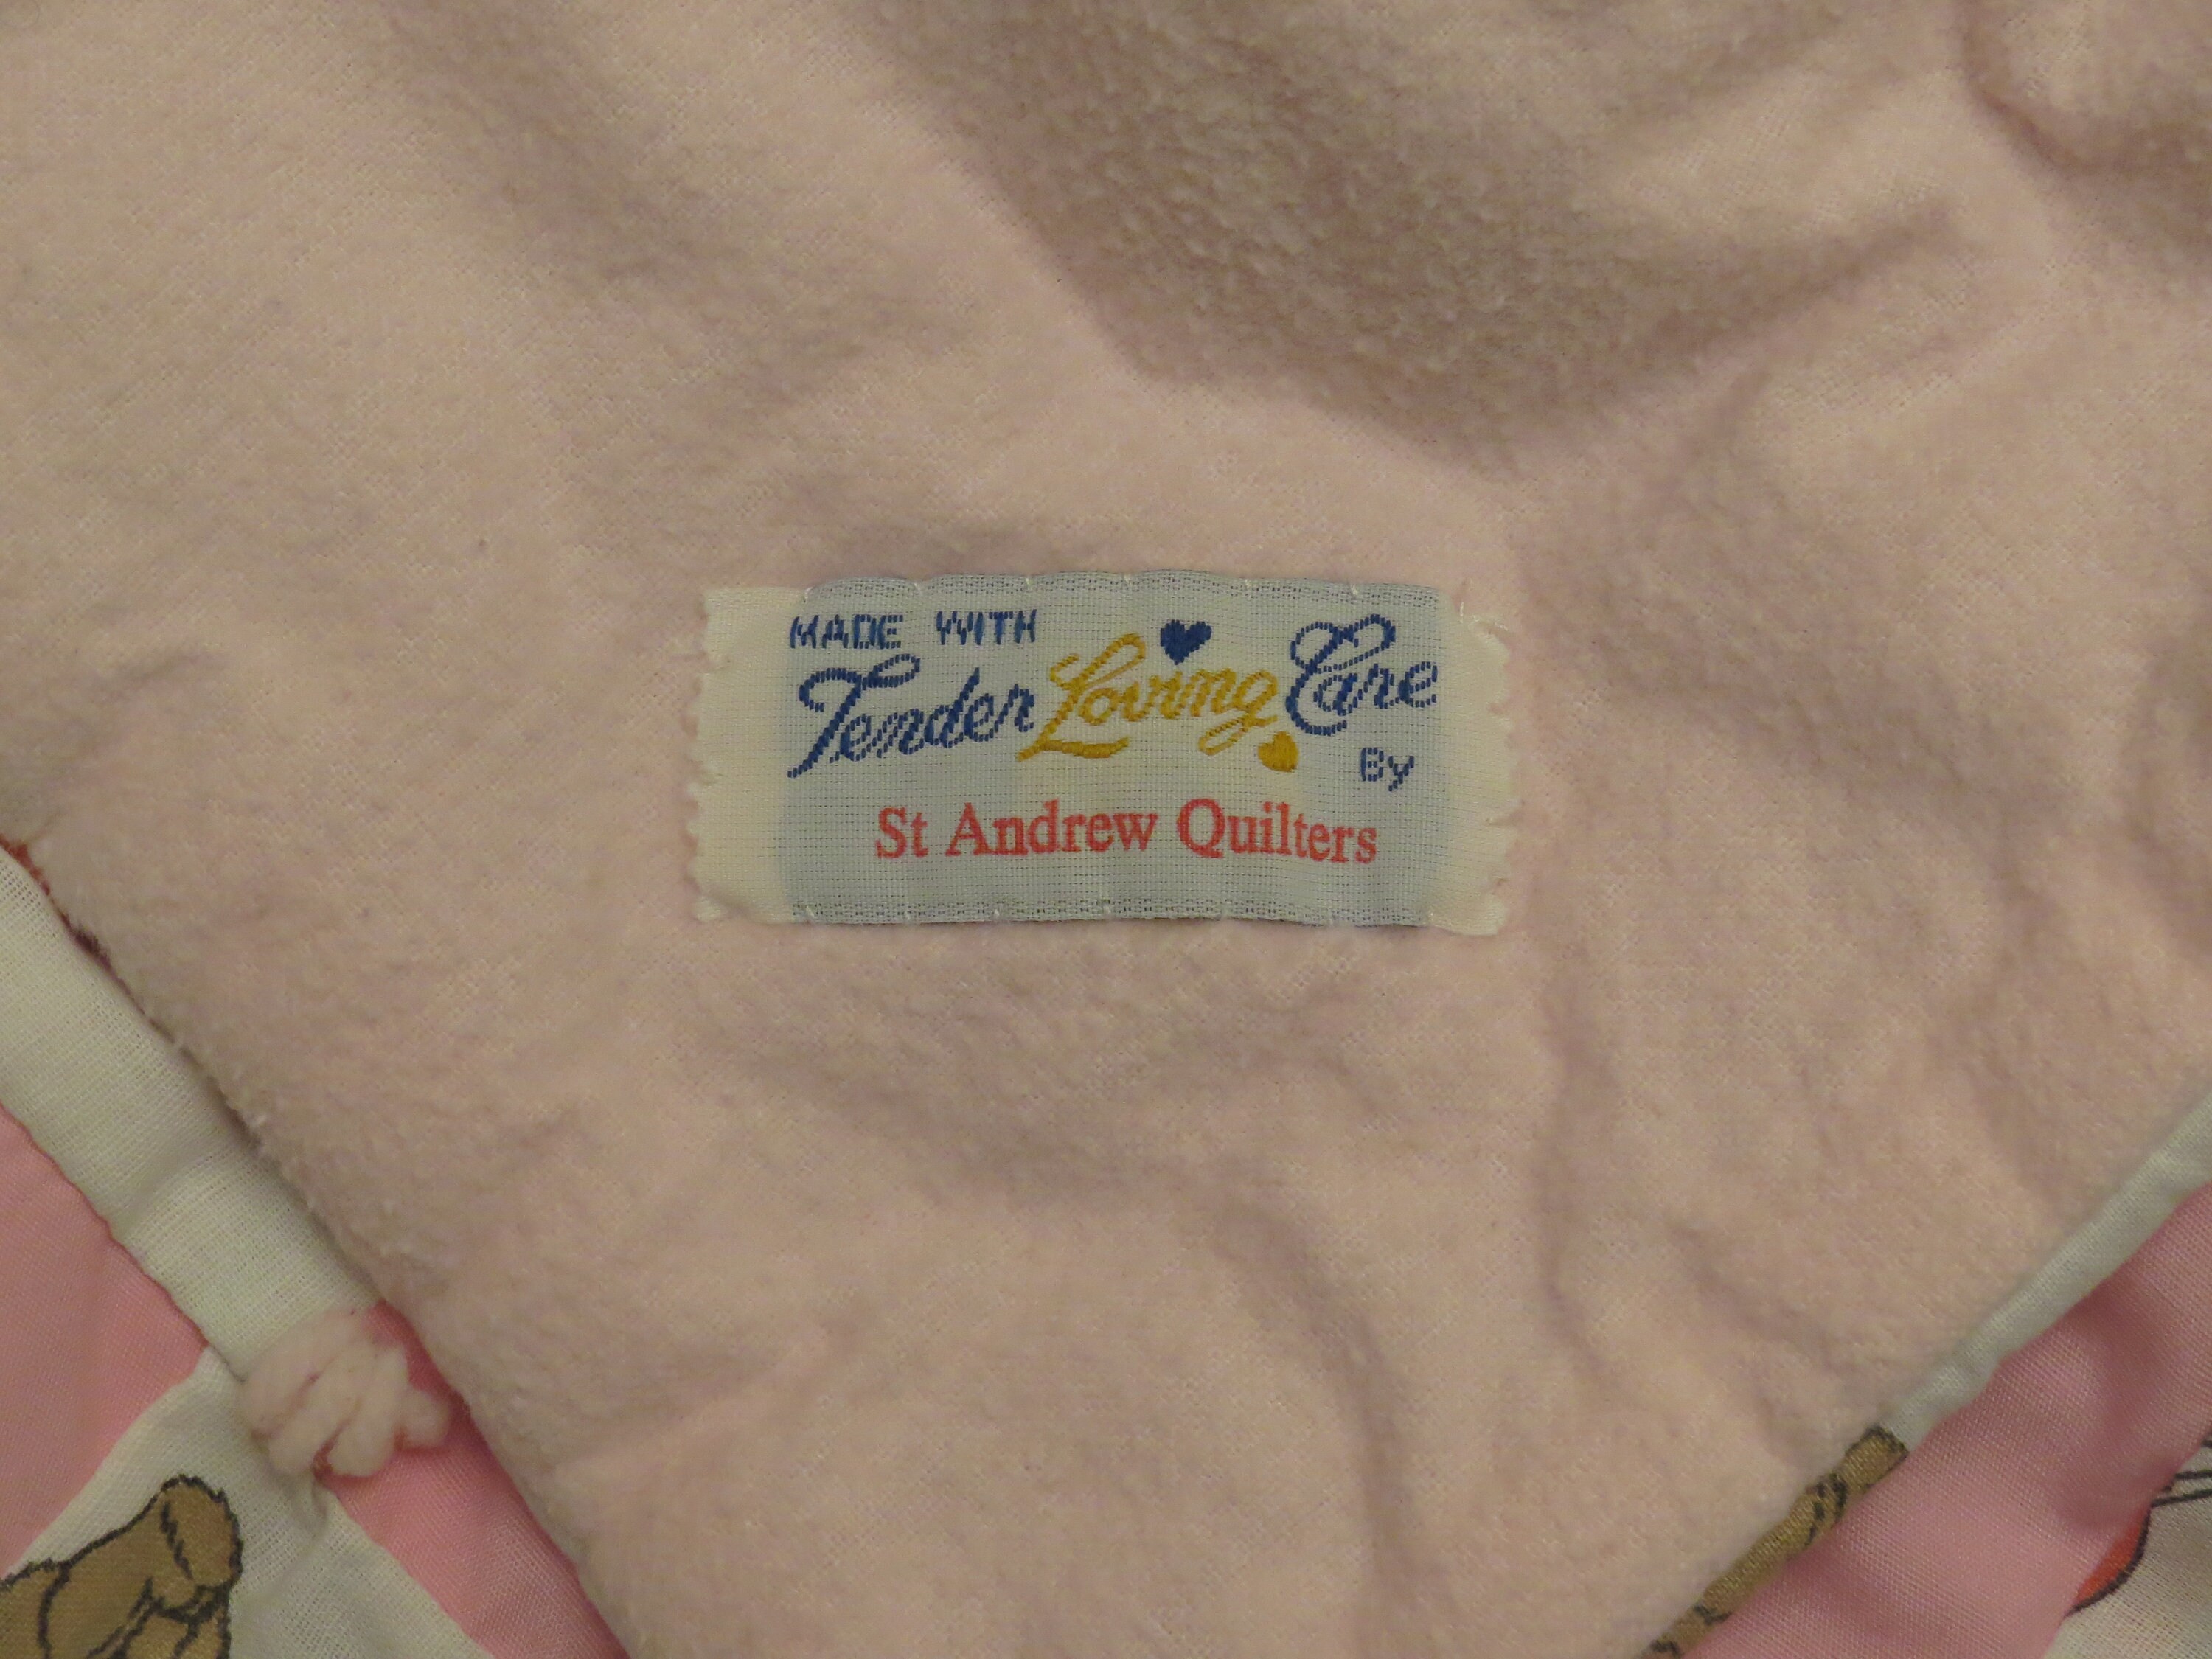 MADE WITH
Tender Loving Care
By
St Andrew Quilters